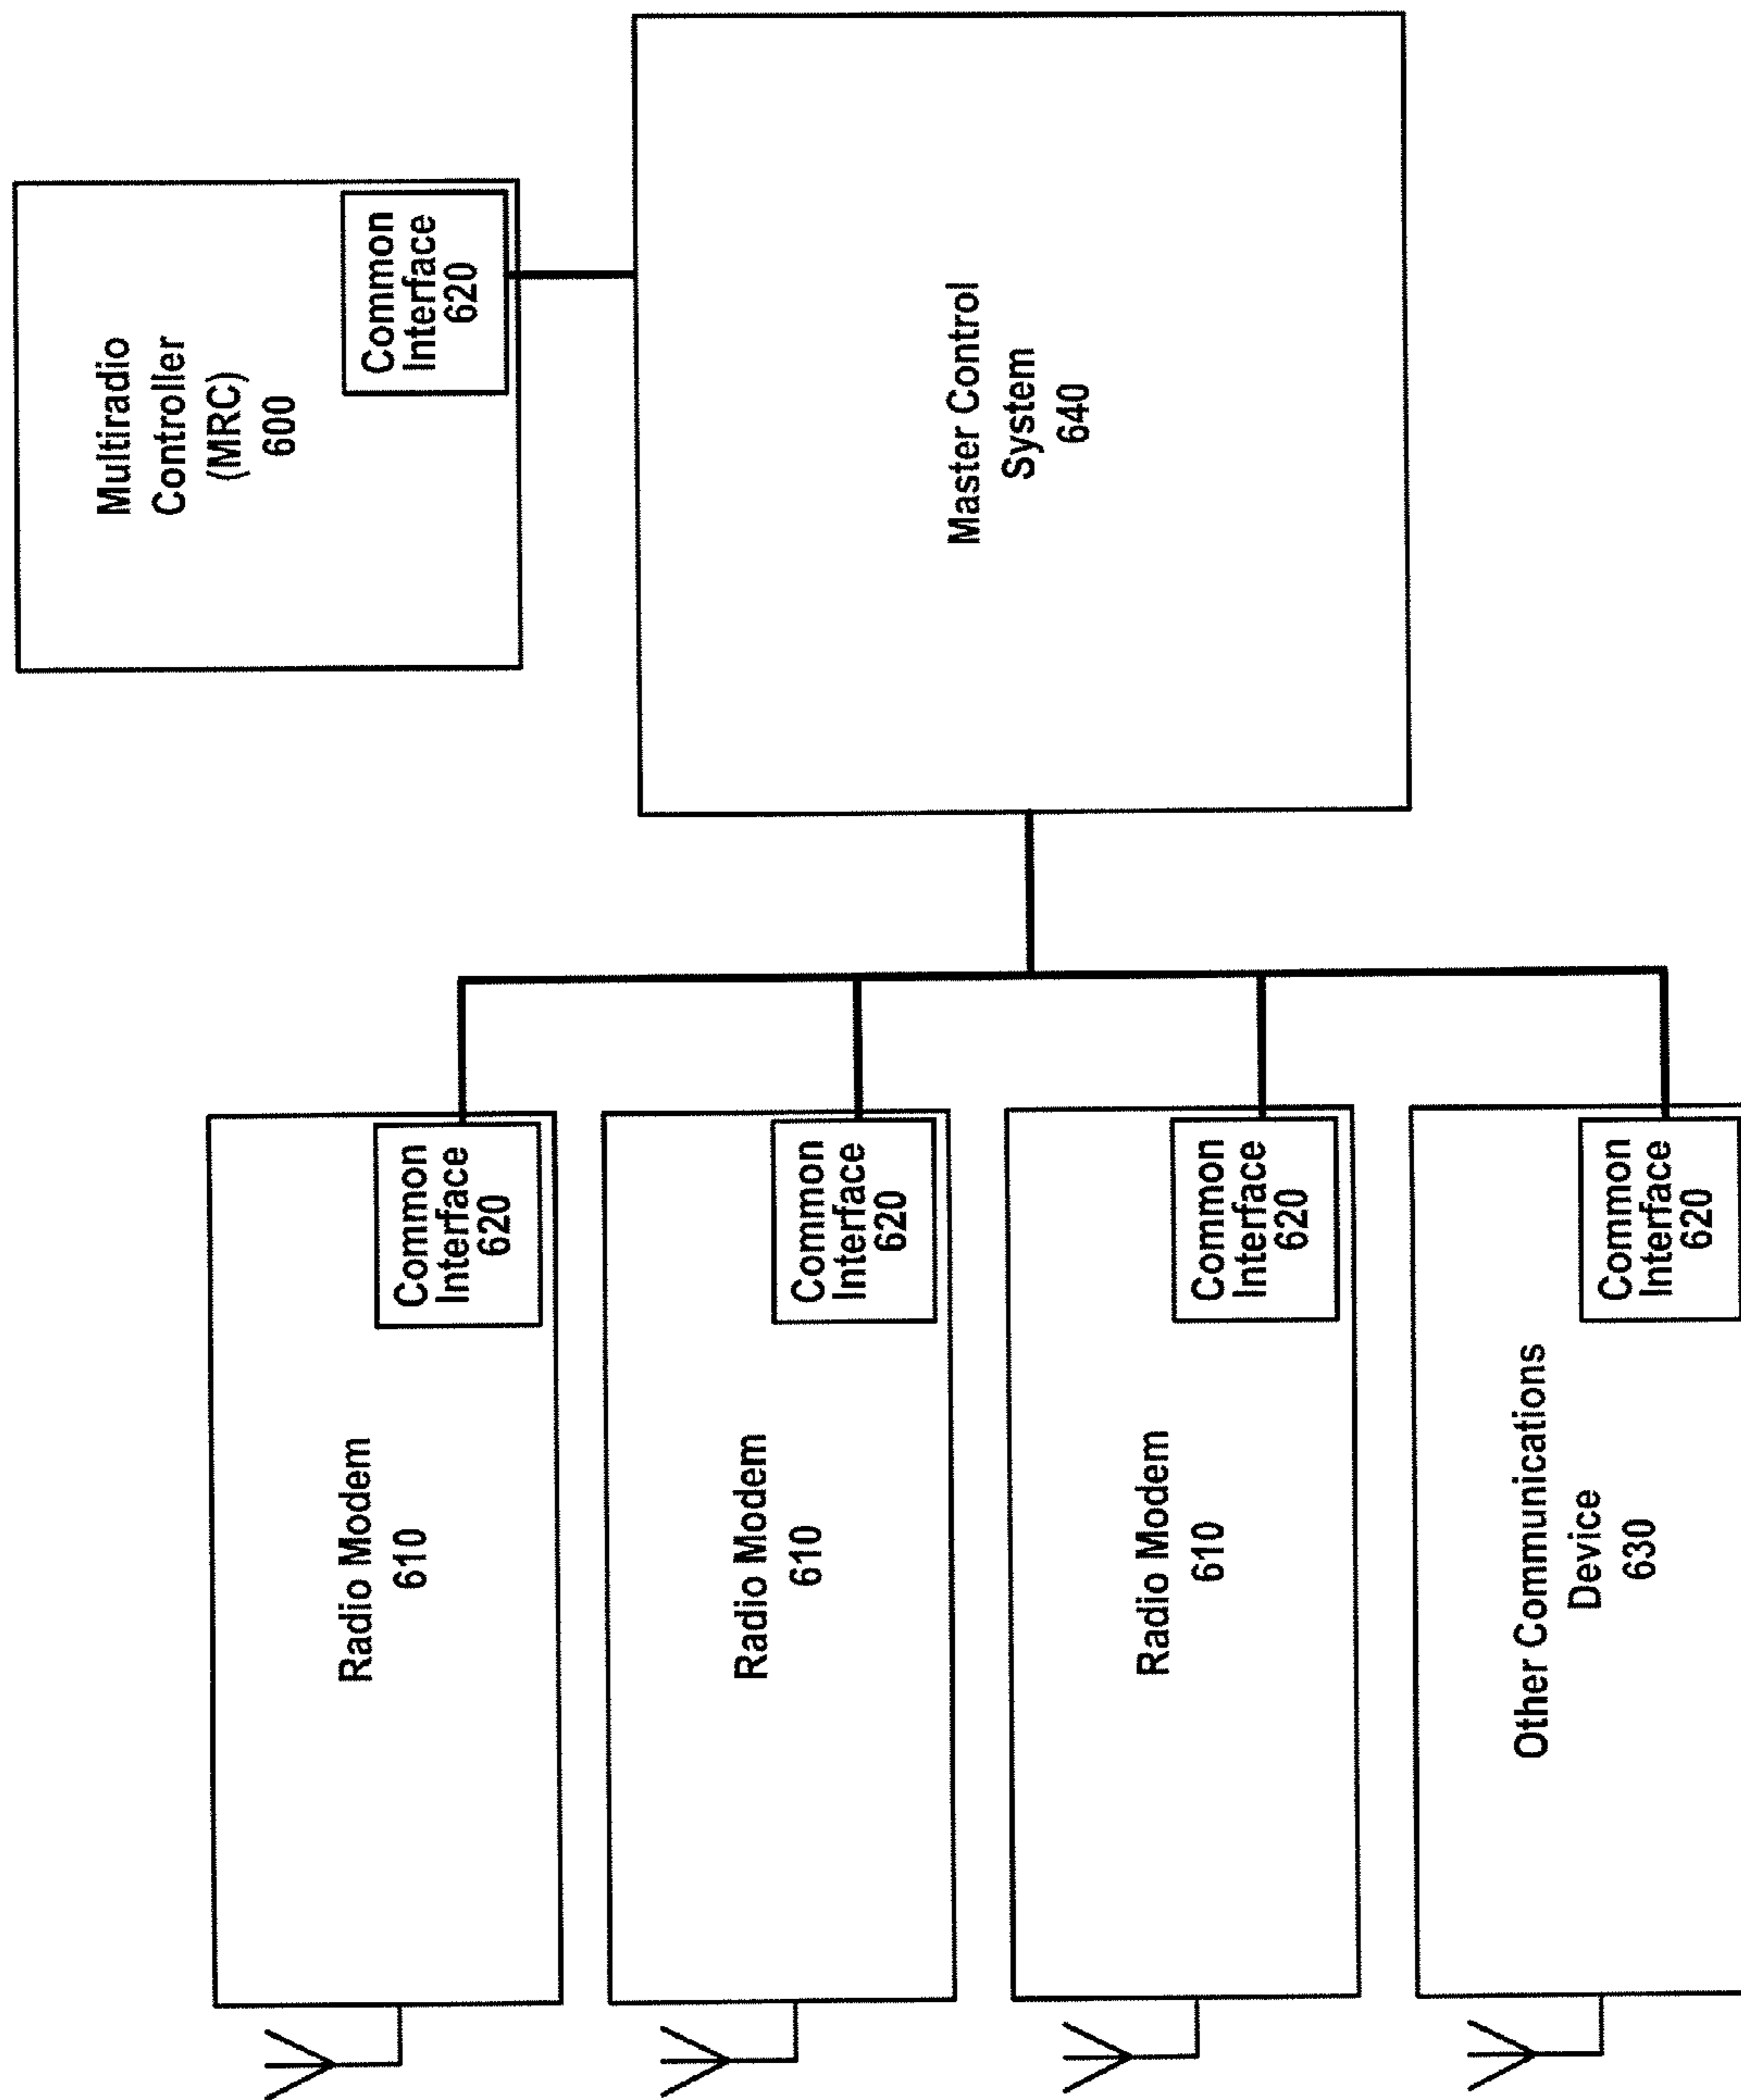 Multiradio
Controller
(MRC)
600
Common
Interface
620
Master Control
System
640
Radio Modem
610
Common
Interface
620
Radio Modem
610
Common
Interface
620
Radio Modem
610
Common
Interface
620
Other Communications
Device
630
Common
Interface
620